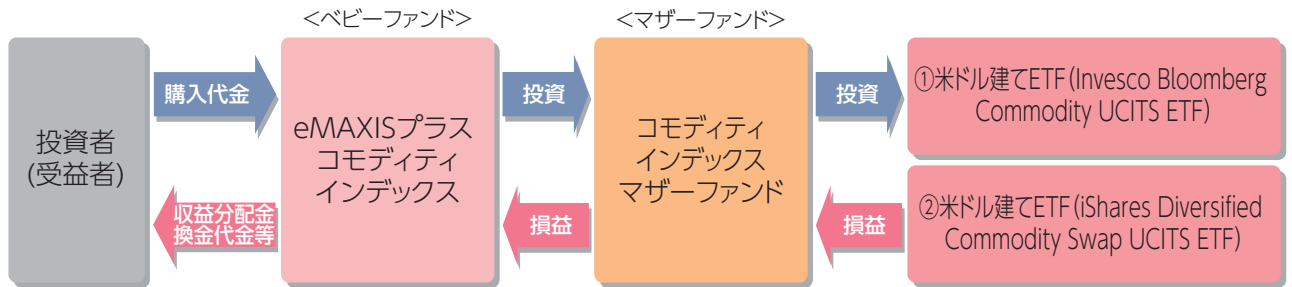 <ベビーファンド>
<マザーファンド>
投資者
(受益者)
購入代金
収益分配金
換金代金等
eMAXISプラス
コモディティ
インデックス
投資
損益
コモディティ
インデックス
マザーファンド
投資
損益
①米ドル建てETF(Invesco Bloomberg
Commodity UCITS ETF)
②米ドル建てETF(iShares Diversified
Commodity Swap UCITS ETF)